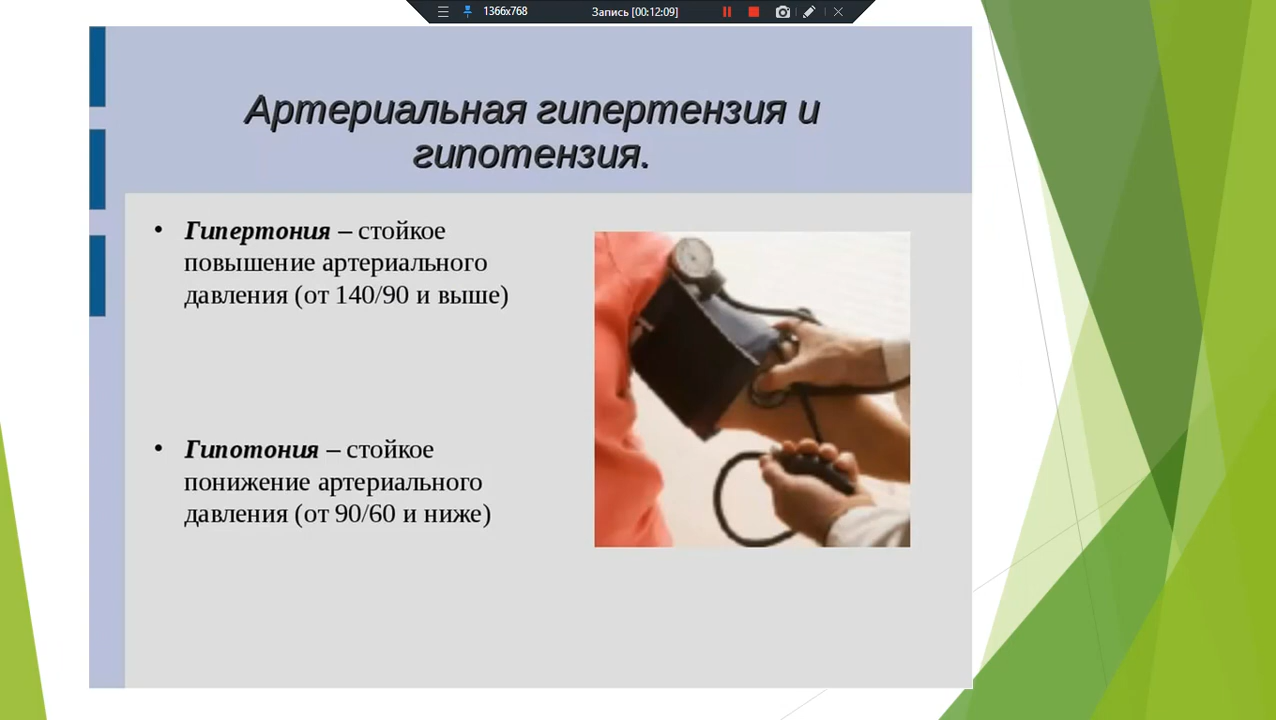 1366x768 Запись [00:12:09]
Артериальная гипертензия и
гипотензия.
• Гипертония – стойкое
повышение артериального
давления (от 140/90 и выше)
• Гипотония – стойкое
понижение артериального
давления (от 90/60 и ниже)